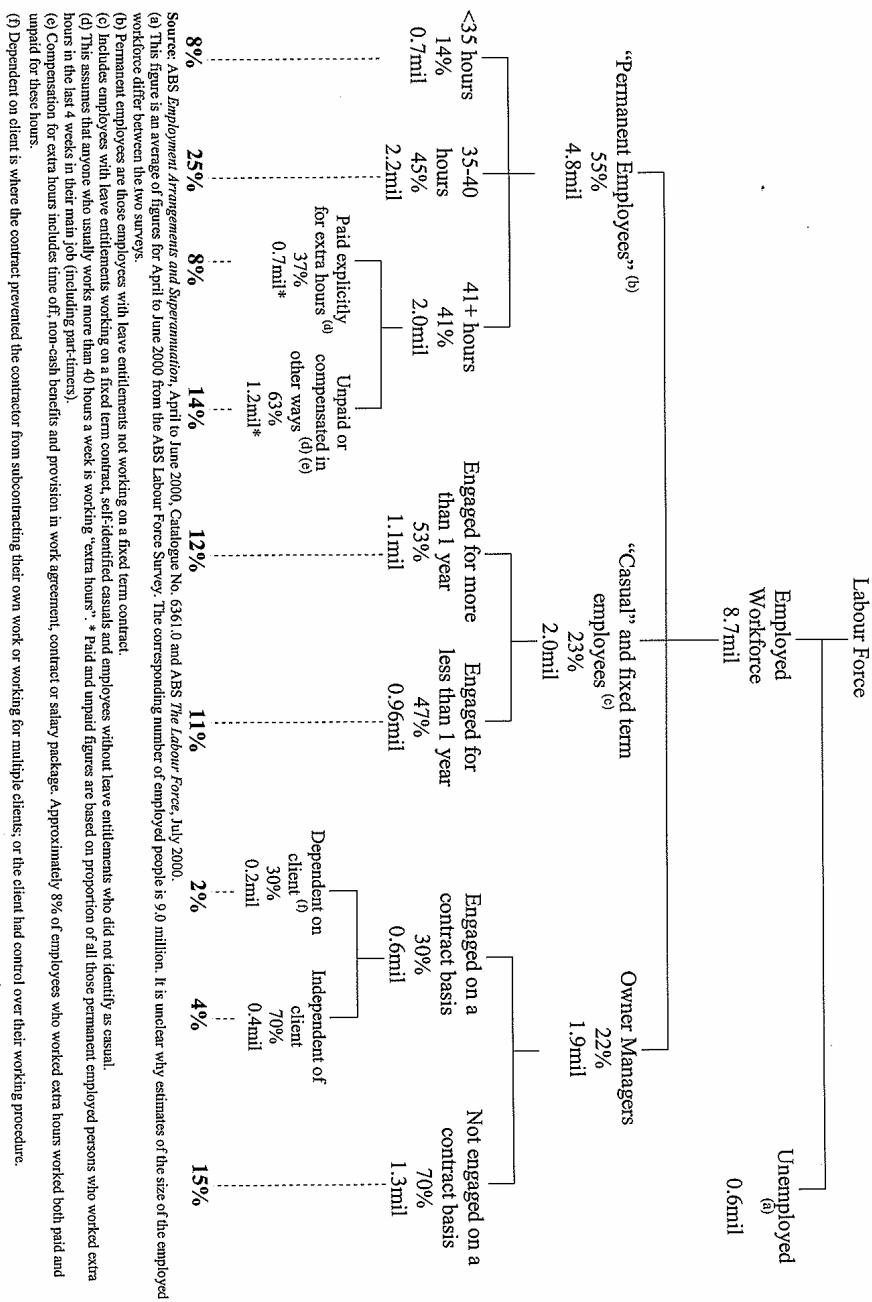 Labour Force
Employed
Workforce
8.7mil
Unemployed
(a)
0.6mil
“Permanent Employees” (b)
55%
4.8mil
“Casual” and fixed term
employees (c)
23%
2.0mil
Owner Managers
22%
1.9mil
<35 hours
14%
0.7mil
35-40
hours
45%
2.2mil
41+ hours
41%
2.0mil
Engaged for more
than 1 year
53%
1.1mil
Engaged for
less than 1 year
47%
0.96mil
Engaged on a
contract basis
30%
0.6mil
Not engaged on a
contract basis
70%
1.3mil
Paid explicitly
for extra hours (d)
37%
0.7mil*
Unpaid or
compensated in
other ways (d) (e)
63%
1.2mil*
Dependent on
client (f)
30%
0.2mil
Independent of
client
70%
0.4mil
8%
25%
8%
14%
12%
11%
2%
4%
15%
Source: ABS Employment Arrangements and Superannuation, April to June 2000, Catalogue No. 6361.0 and ABS The Labour Force, July 2000.
(a) This figure is an average of figures for April to June 2000 from the ABS Labour Force Survey. The corresponding number of employed people is 9.0 million. It is unclear why estimates of the size of the employed
workforce differ between the two surveys.
(b) Permanent employees are those employees with leave entitlements not working on a fixed term contract.
(c) Includes employees with leave entitlements working on a fixed term contract, self-identified casuals and employees without leave entitlements who did not identify as casual.
(d) This assumes that anyone who usually works more than 40 hours a week is working “extra hours”. * Paid and unpaid figures are based on proportion of all those permanent employed persons who worked extra
hours in the last 4 weeks in their main job (including part-timers).
(e) Compensation for extra hours includes time off, non-cash benefits and provision in work agreement, contract or salary package. Approximately 8% of employees who worked extra hours worked both paid and
unpaid for these hours.
(f) Dependent on client is where the contract prevented the contractor from subcontracting their own work or working for multiple clients; or the client had control over their working procedure.